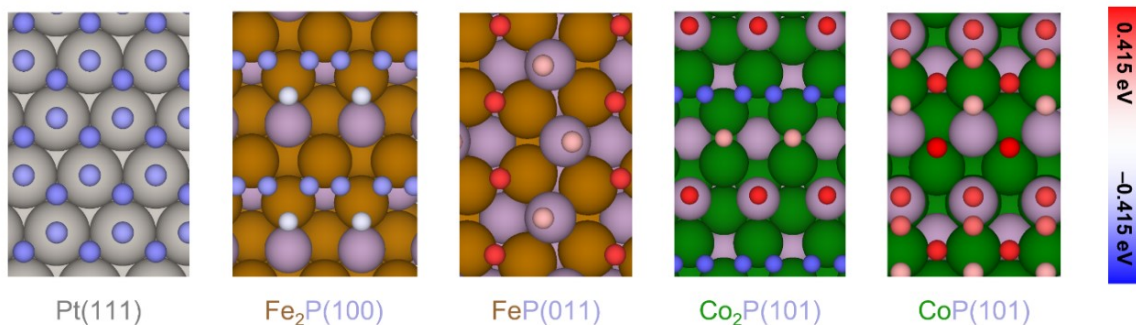 Pt(111)
Fe₂P(100)
FeP(011)
Co₂P(101)
CoP(101)
0.415 eV
−0.415 eV